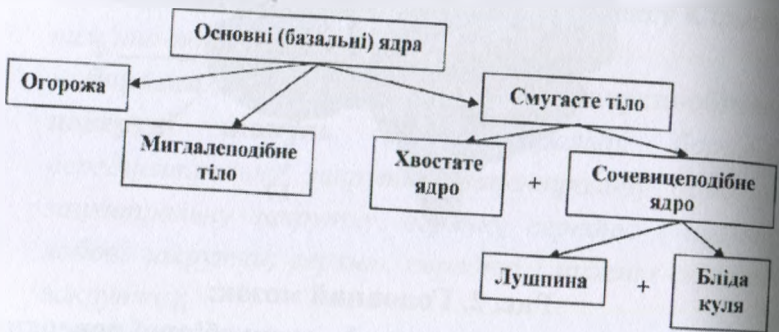 Основні (базальні) ядра
Огорожа
Смугасте тіло
Мигдалеподібне
тіло
Хвостате
ядро
Сочевицеподібне
ядро
Лушпина
+
Бліда
куля